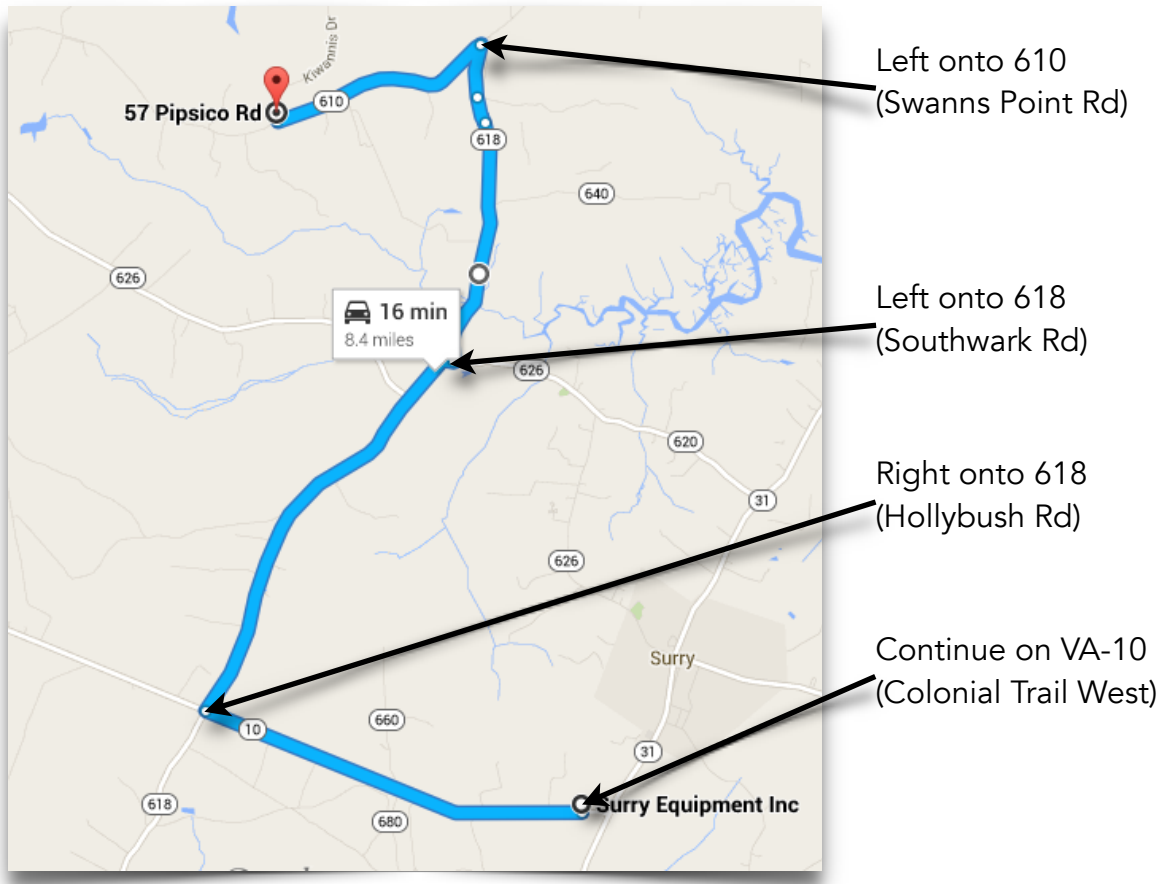 Kiwannis Dr
Left onto 610
(Swanns Point Rd)
57 Pipsico Rd
610
618
640
626
Left onto 618
(Southwark Rd)
16 min
8.4 miles
626
620
Right onto 618
(Hollybush Rd)
31
626
Surry
Continue on VA-10
(Colonial Trail West)
10
660
31
618
Surry Equipment Inc
680